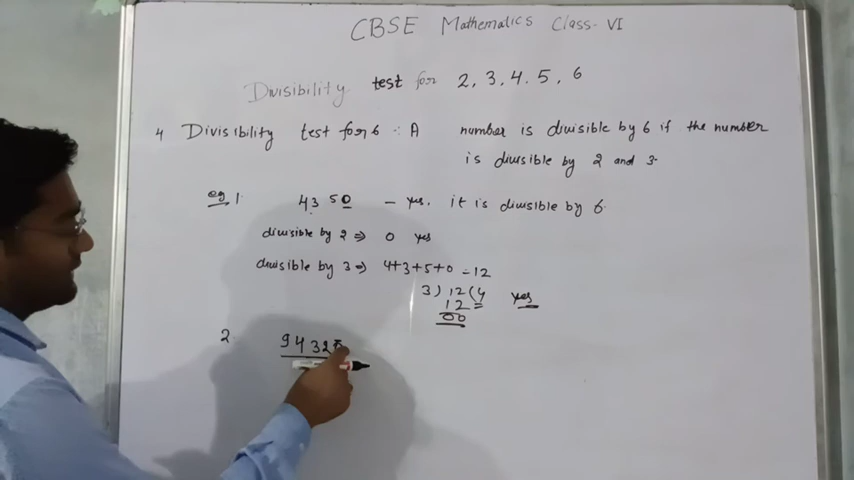 CBSE Mathematics Class-VI
Divisibility test for 2, 3, 4, 5, 6
4 Divisibility test for 6 : A number is divisible by 6 if the number
is divisible by 2 and 3.
eg 1. 4350 - yes. it is divisible by 6.
divisible by 2 ⇒ 0 yes
divisible by 3 ⇒ 4+3+5+0 = 12
3) 12 (4 yes
12
00
2. 9432